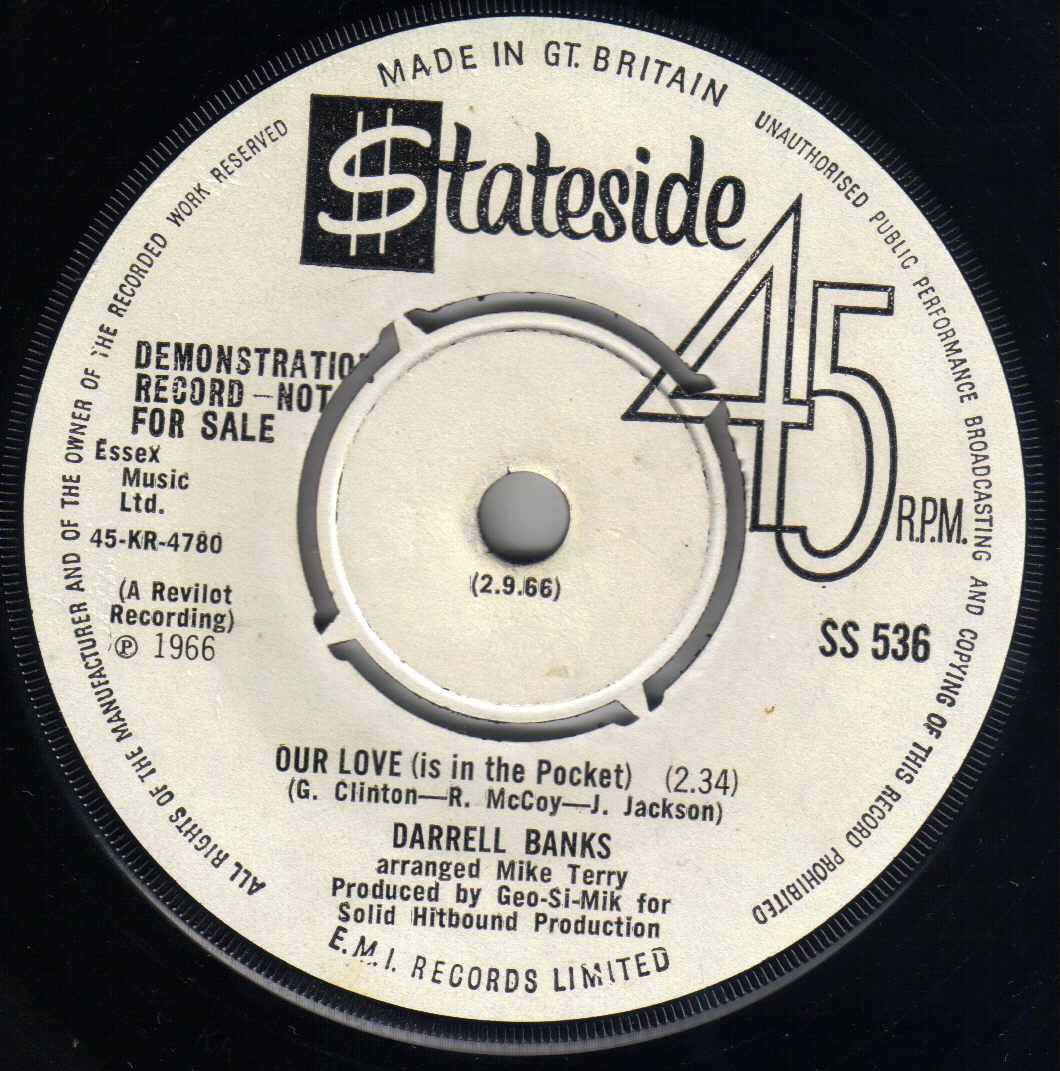 MADE IN GT. BRITAIN
UNAUTHORISED PUBLIC PERFORMANCE BROADCASTING AND COPYING OF THIS RECORD PROHIBITED
ALL RIGHTS OF THE MANUFACTURER AND OF THE OWNER OF THE RECORDED WORK RESERVED
$tateside
45
R.P.M.
DEMONSTRATION
RECORD — NOT
FOR SALE
Essex
Music
Ltd.
45-KR-4780
(A Revilot
Recording)
℗ 1966
(2.9.66)
SS 536
OUR LOVE (is in the Pocket) (2.34)
(G. Clinton—R. McCoy—J. Jackson)
DARRELL BANKS
arranged Mike Terry
Produced by Geo-Si-Mik for
Solid Hitbound Production
E.M.I. RECORDS LIMITED